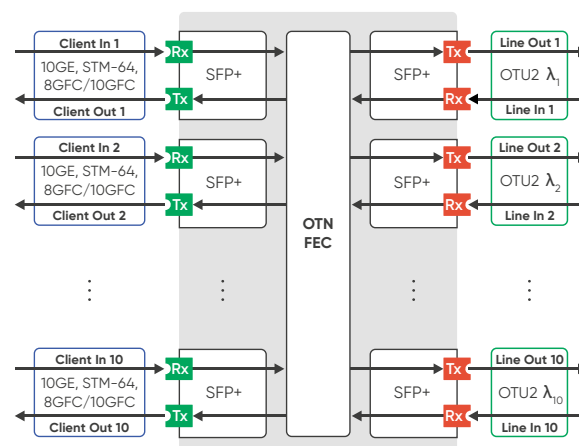 Client In 1
10GE, STM-64,
8GFC/10GFC
Client Out 1
Rx
Tx
SFP+
SFP+
Tx
Rx
Line Out 1
OTU2 λ1
Line In 1
Client In 2
10GE, STM-64,
8GFC/10GFC
Client Out 2
Rx
Tx
SFP+
OTN
FEC
SFP+
Tx
Rx
Line Out 2
OTU2 λ2
Line In 2
Client In 10
10GE, STM-64,
8GFC/10GFC
Client Out 10
Rx
Tx
SFP+
SFP+
Tx
Rx
Line Out 10
OTU2 λ10
Line In 10